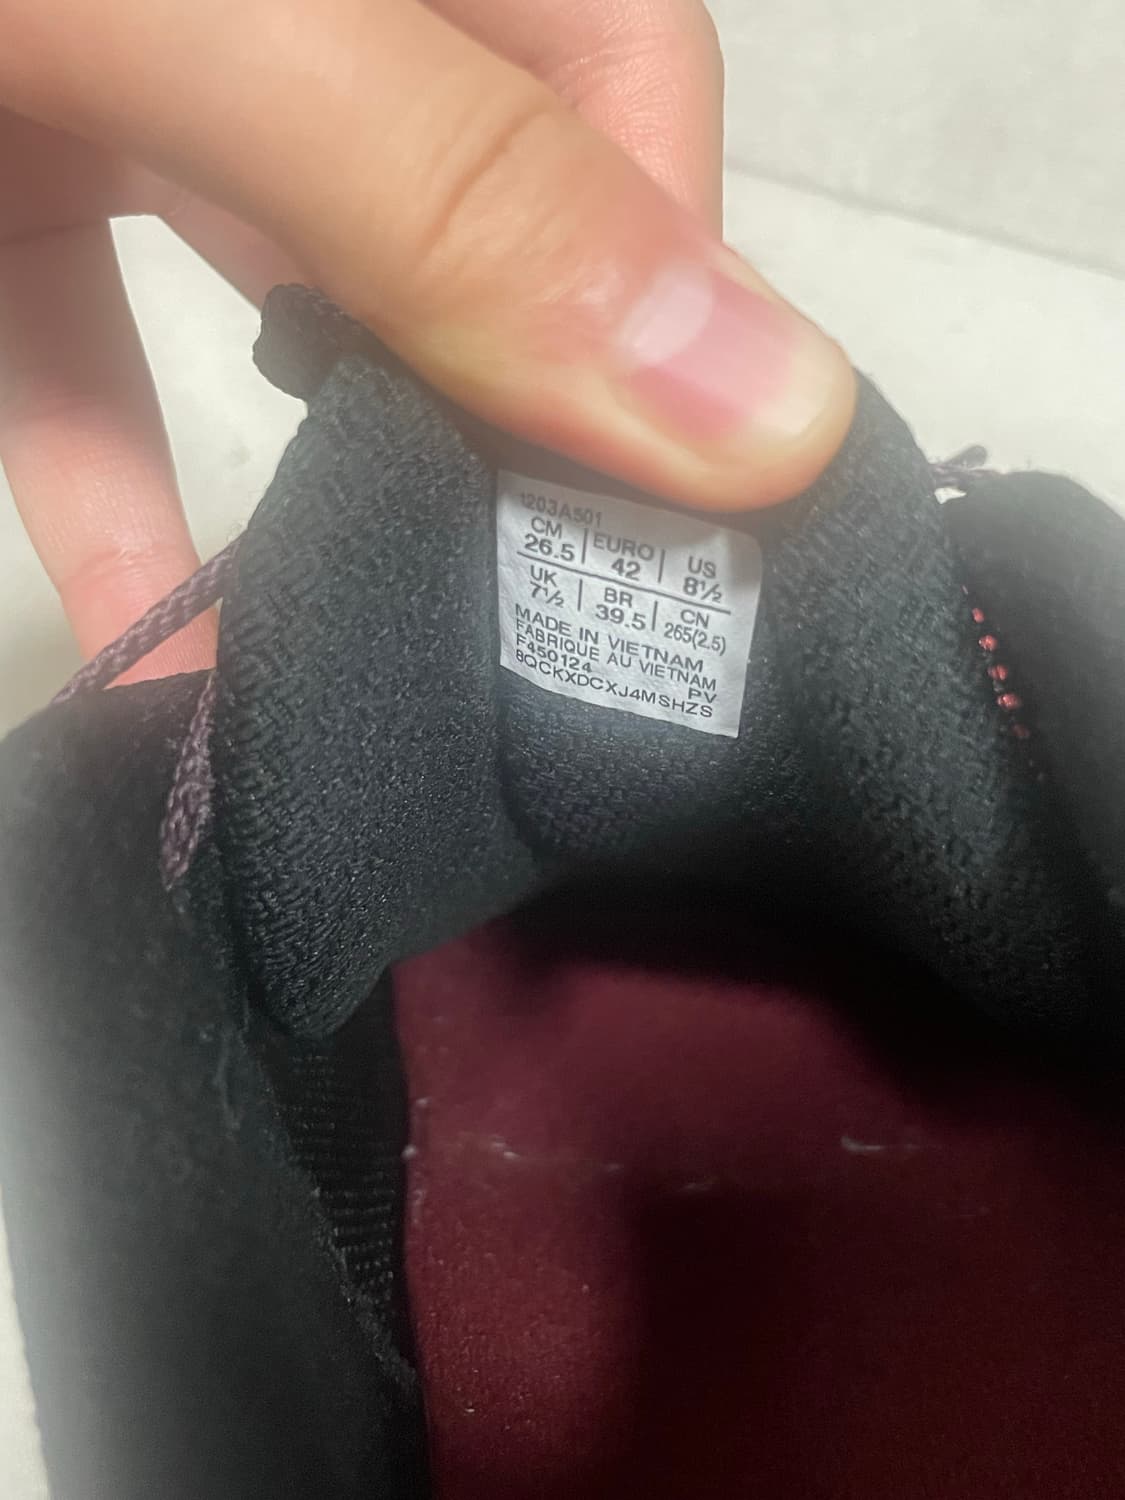 1203A501
CM 26.5 | EURO 42 | US 8½
UK 7½ | BR 39.5 | CN 265(2.5)
MADE IN VIETNAM
FABRIQUE AU VIETNAM
F450124 PV
8QCKXDCXJ4MSHZS